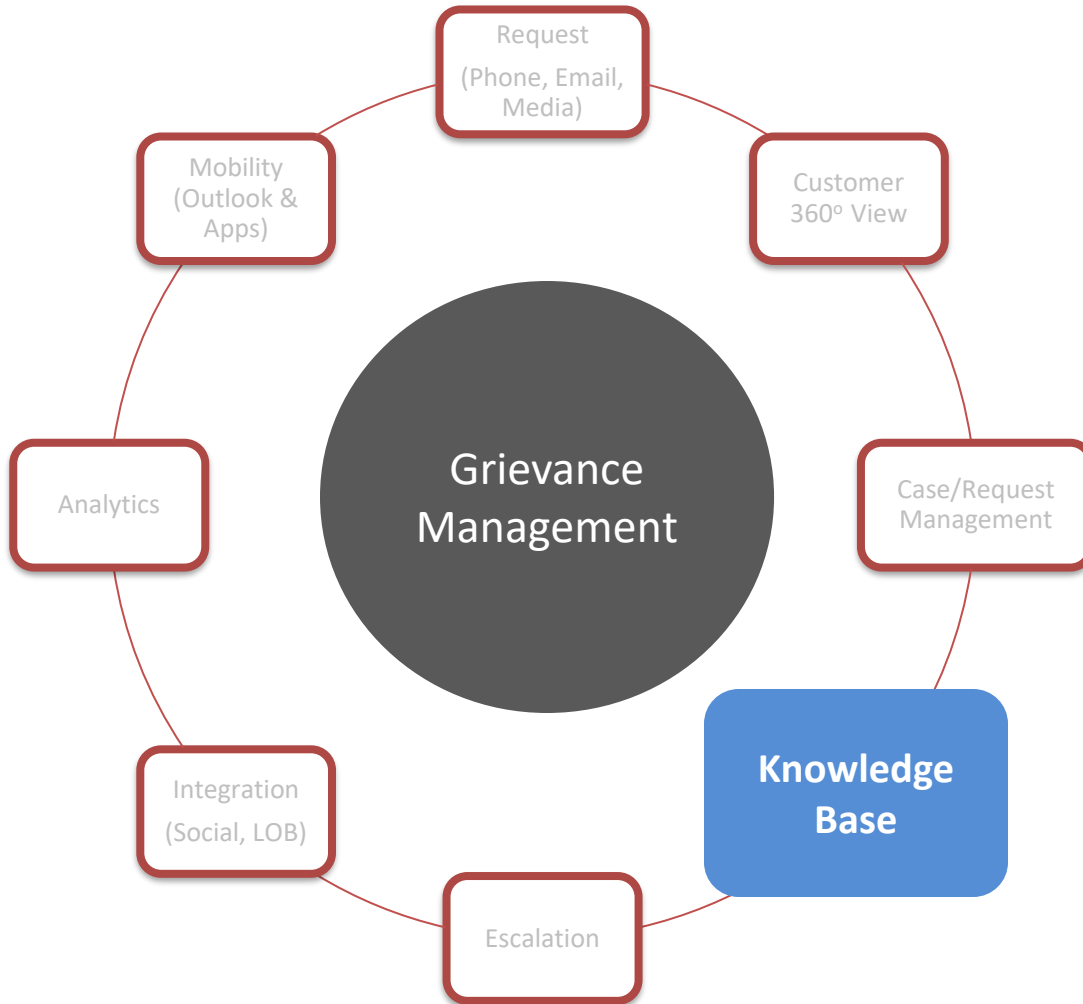 Request
(Phone, Email,
Media)
Mobility
(Outlook &
Apps)
Customer
360º View
Grievance
Management
Analytics
Case/Request
Management
Knowledge
Base
Integration
(Social, LOB)
Escalation